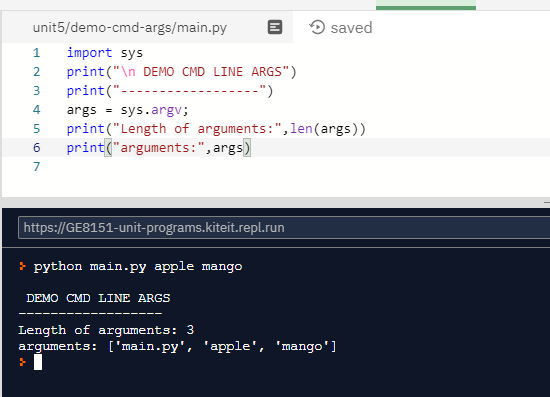 unit5/demo-cmd-args/main.py saved
1 import sys
2 print("\n DEMO CMD LINE ARGS")
3 print("------------------")
4 args = sys.argv;
5 print("Length of arguments:",len(args))
6 print("arguments:",args)
7
https://GE8151-unit-programs.kiteit.repl.run
> python main.py apple mango
DEMO CMD LINE ARGS
------------------
Length of arguments: 3
arguments: ['main.py', 'apple', 'mango']
>